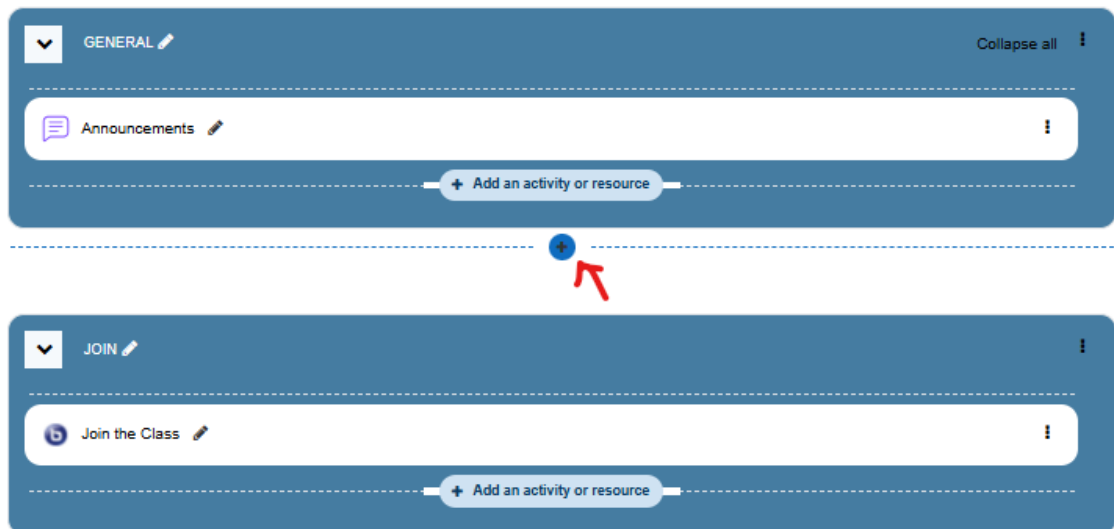 GENERAL
Collapse all
Announcements
+ Add an activity or resource
+
JOIN
b
Join the Class
+ Add an activity or resource